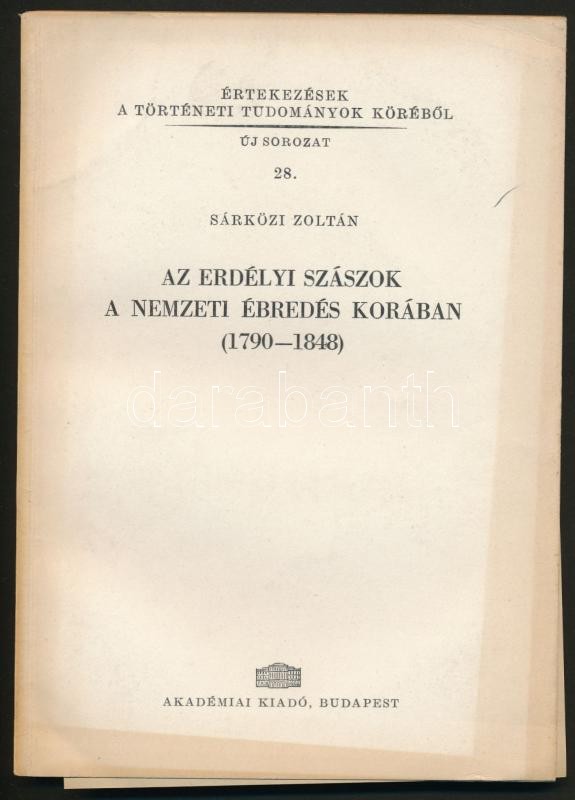 ÉRTEKEZÉSEK
A TÖRTÉNETI TUDOMÁNYOK KÖRÉBŐL
ÚJ SOROZAT
28.
SÁRKÖZI ZOLTÁN
AZ ERDÉLYI SZÁSZOK
A NEMZETI ÉBREDÉS KORÁBAN
(1790—1848)
darabanth
AKADÉMIAI KIADÓ, BUDAPEST